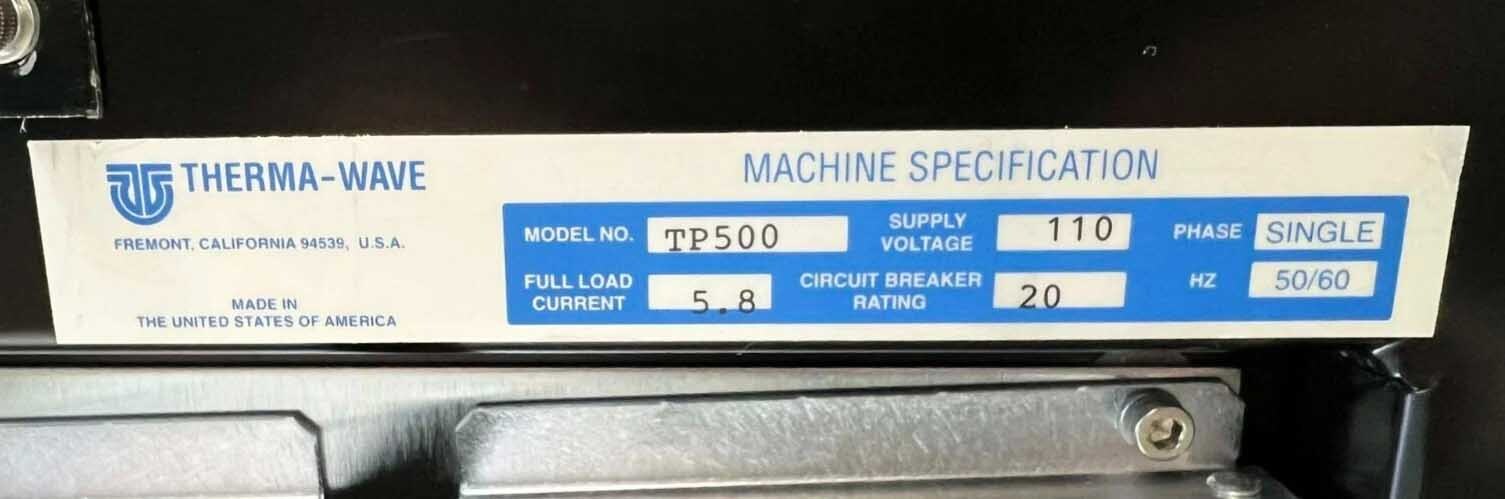 THERMA-WAVE
FREMONT, CALIFORNIA 94539, U.S.A.
MADE IN
THE UNITED STATES OF AMERICA
MACHINE SPECIFICATION
MODEL NO. TP500
SUPPLY
VOLTAGE 110
PHASE SINGLE
FULL LOAD
CURRENT 5.8
CIRCUIT BREAKER
RATING 20
HZ 50/60